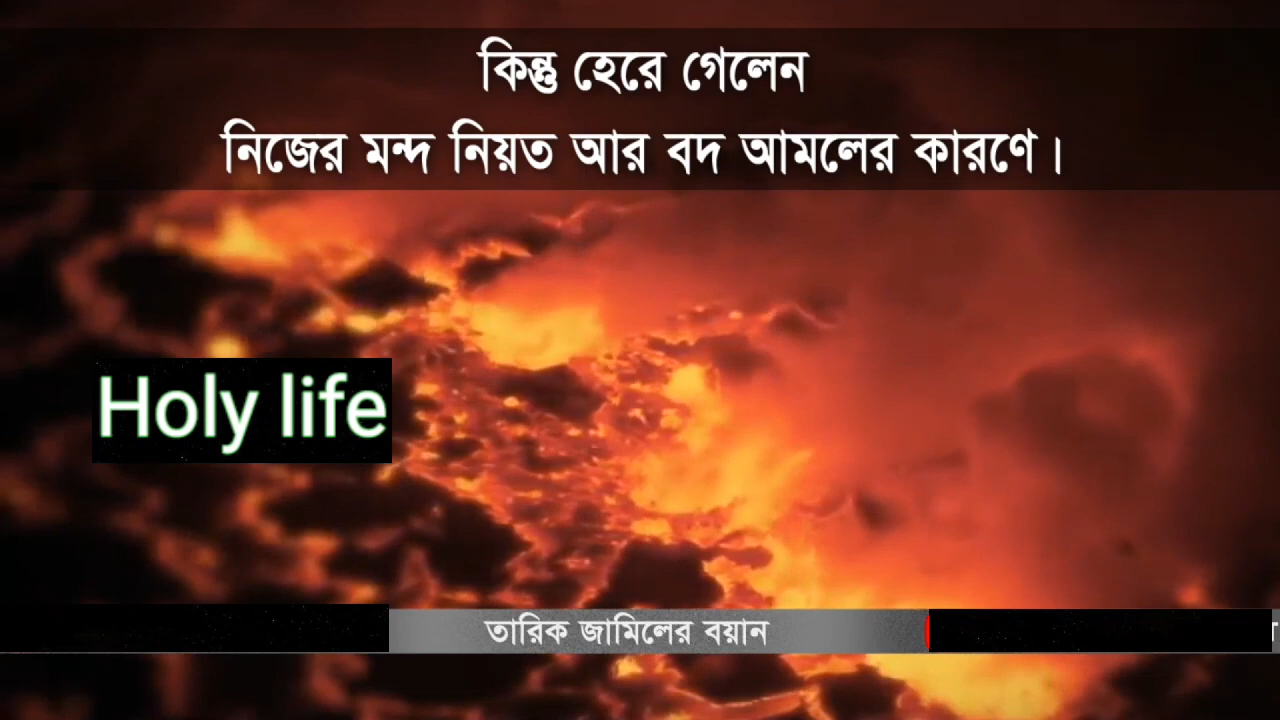 কিন্তু হেরে গেলেন
নিজের মন্দ নিয়ত আর বদ আমলের কারণে।
Holy life
তারিক জামিলের বয়ান